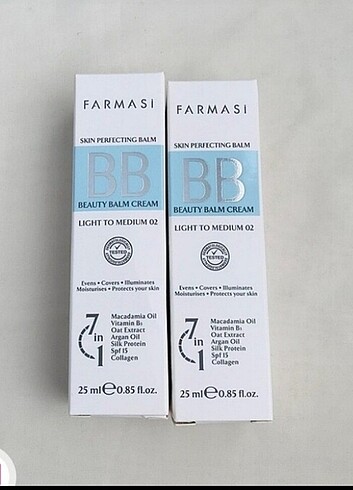 FARMASİ
SKIN PERFECTING BALM
BB
BEAUTY BALM CREAM
LIGHT TO MEDIUM 02
TESTED
Evens • Covers • Illuminates
Moisturises • Protects your skin
7 in 1
Macadamia Oil
Vitamin B5
Oat Extract
Argan Oil
Silk Protein
Spf 15
Collagen
25 ml ℮ 0.85 fl.oz.
FARMASİ
SKIN PERFECTING BALM
BB
BEAUTY BALM CREAM
LIGHT TO MEDIUM 02
TESTED
Evens • Covers • Illuminates
Moisturises • Protects your skin
7 in 1
Macadamia Oil
Vitamin B5
Oat Extract
Argan Oil
Silk Protein
Spf 15
Collagen
25 ml ℮ 0.85 fl.oz.